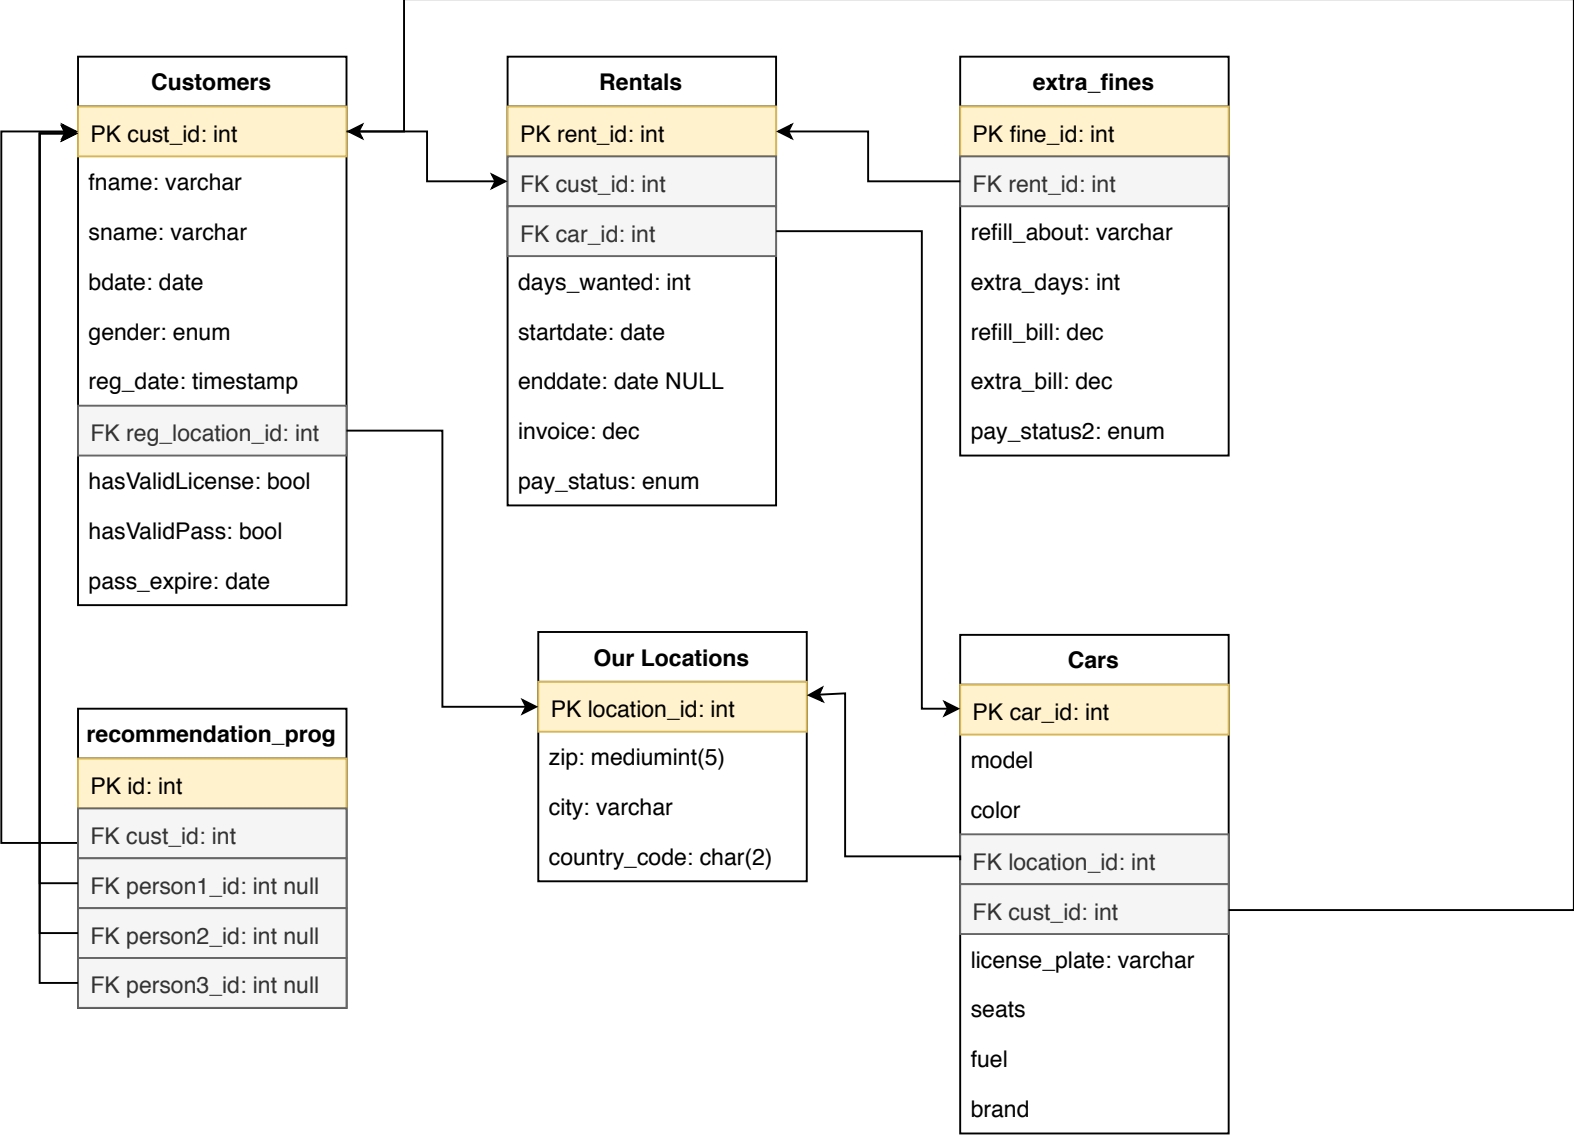 Customers
PK cust_id: int
fname: varchar
sname: varchar
bdate: date
gender: enum
reg_date: timestamp
FK reg_location_id: int
hasValidLicense: bool
hasValidPass: bool
pass_expire: date
Rentals
PK rent_id: int
FK cust_id: int
FK car_id: int
days_wanted: int
startdate: date
enddate: date NULL
invoice: dec
pay_status: enum
extra_fines
PK fine_id: int
FK rent_id: int
refill_about: varchar
extra_days: int
refill_bill: dec
extra_bill: dec
pay_status2: enum
recommendation_prog
PK id: int
FK cust_id: int
FK person1_id: int null
FK person2_id: int null
FK person3_id: int null
Our Locations
PK location_id: int
zip: mediumint(5)
city: varchar
country_code: char(2)
Cars
PK car_id: int
model
color
FK location_id: int
FK cust_id: int
license_plate: varchar
seats
fuel
brand